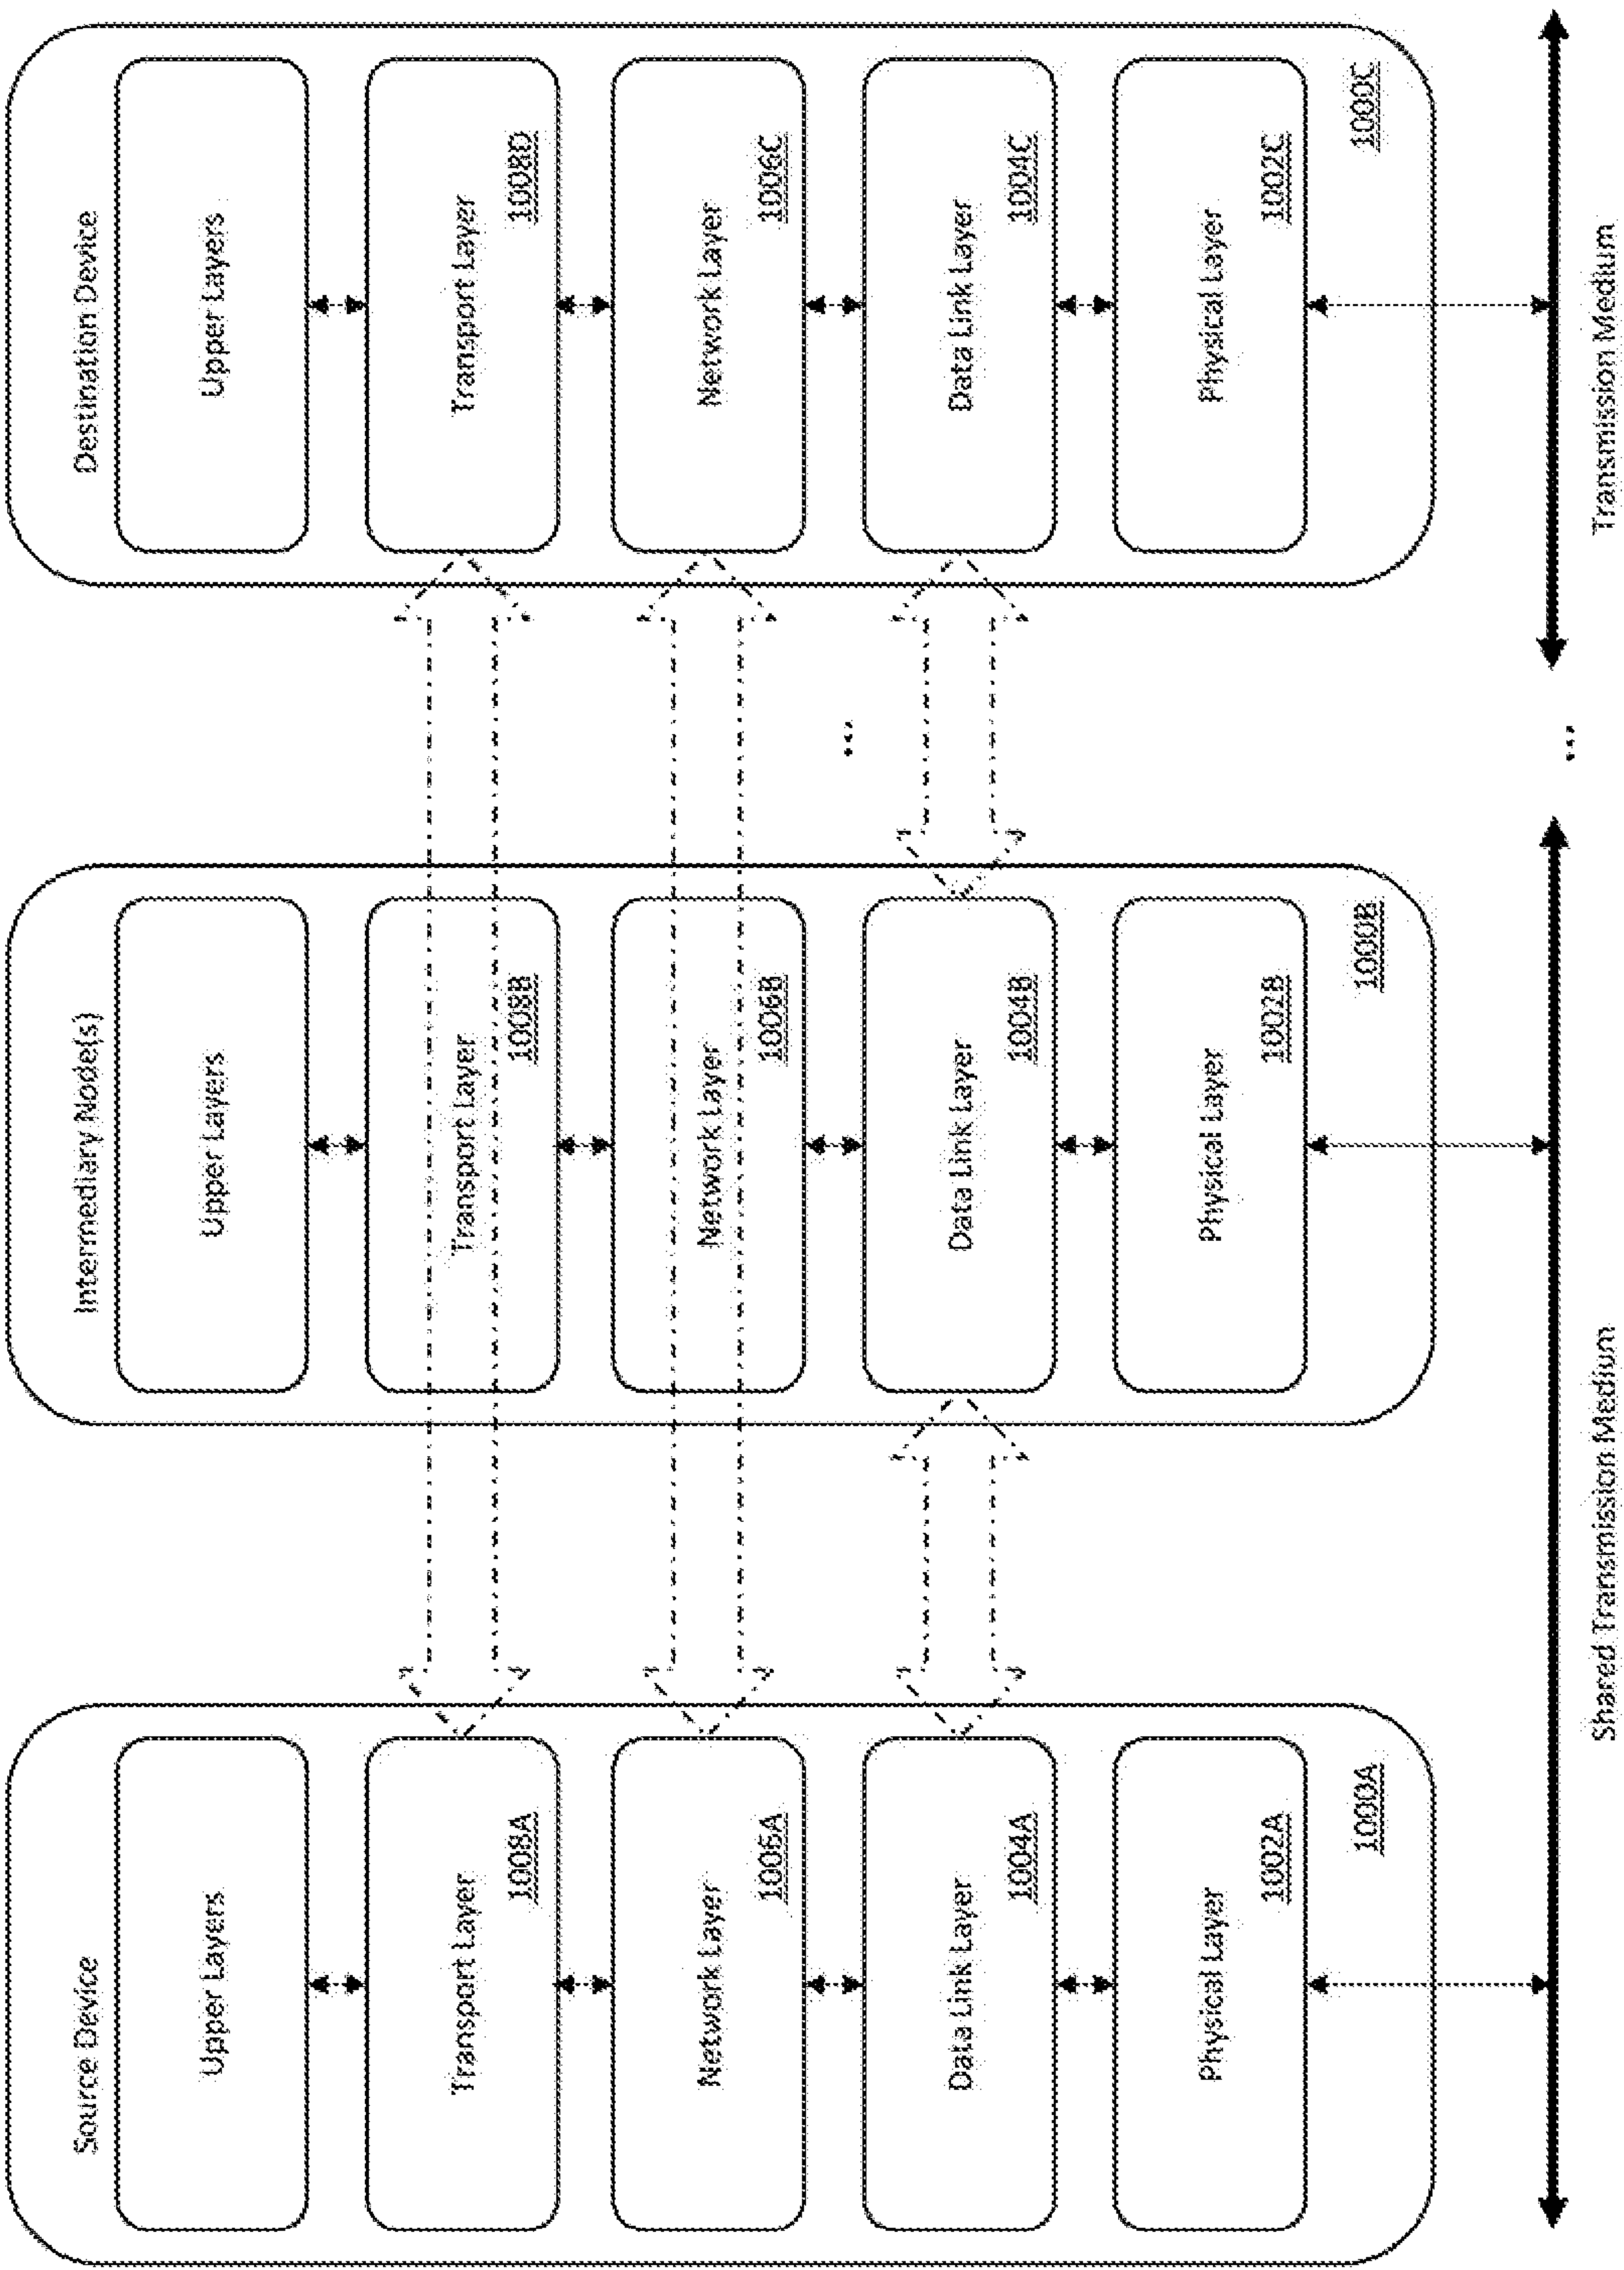 Source Device
Upper Layers
Transport Layer
1008A
Network Layer
1006A
Data Link Layer
1004A
Physical Layer
1002A
1000A
Intermediary Node(s)
Upper Layers
Transport Layer
1008B
Network Layer
1006B
Data Link Layer
1004B
Physical Layer
1002B
1000B
Destination Device
Upper Layers
Transport Layer
1008D
Network Layer
1006C
Data Link Layer
1004C
Physical Layer
1002C
1000C
...
...
Shared Transmission Medium
Transmission Medium